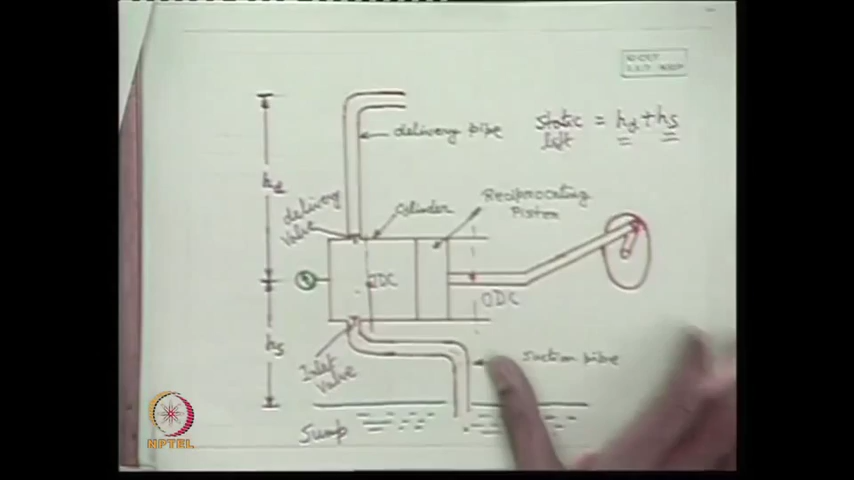 static = hd + hs
left
delivery pipe
hd
delivery
valve
Cylinder
Reciprocating
Piston
IDC
ODC
hs
Inlet
valve
suction pipe
Sump
NPTEL